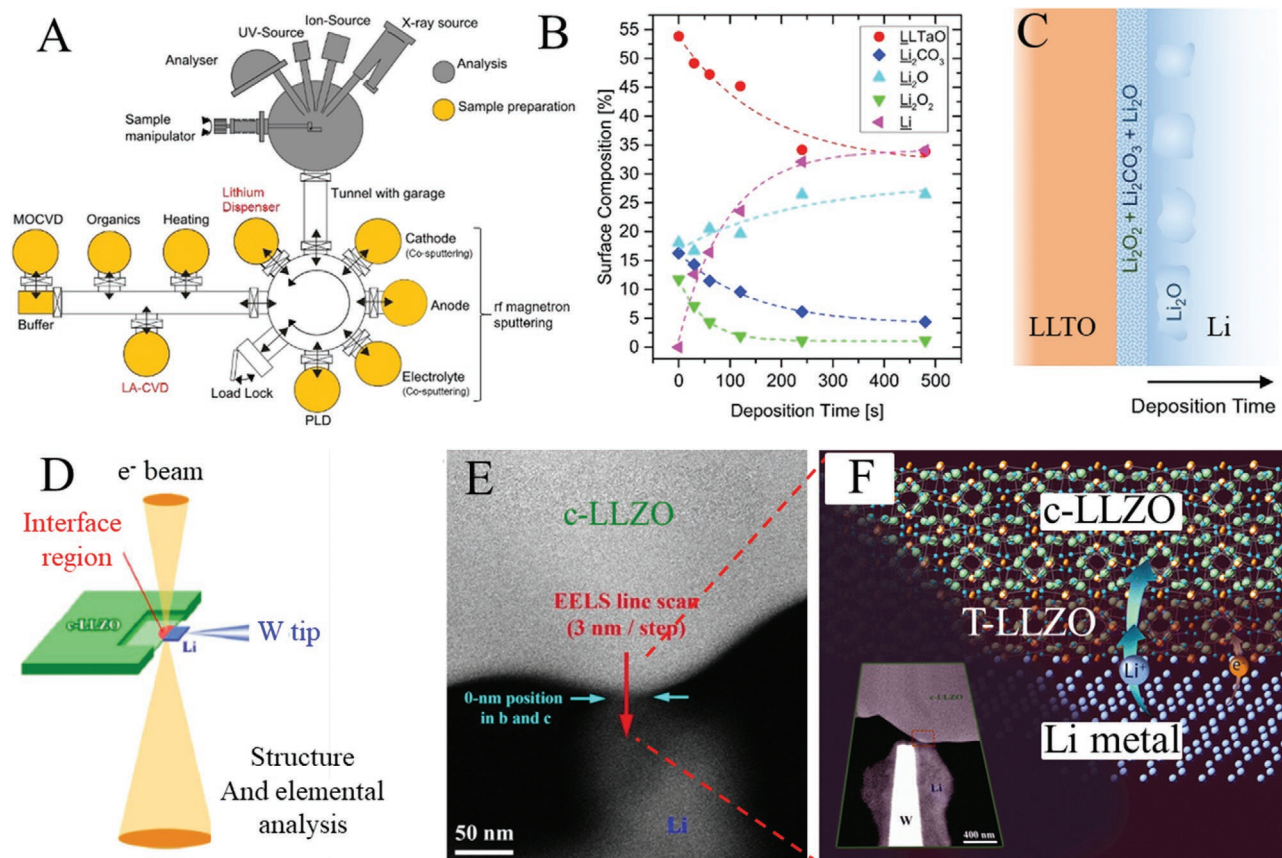 A
UV-Source
Ion-Source
X-ray source
Analyser
Analysis
Sample preparation
Sample
manipulator
Tunnel with garage
Lithium
Dispenser
MOCVD
Organics
Heating
Cathode
(Co-sputtering)
Anode
rf magnetron
sputtering
Buffer
LA-CVD
Load Lock
PLD
Electrolyte
(Co-sputtering)
B
Surface Composition [%]
55
50
45
40
35
30
25
20
15
10
5
0
LLTaO
Li₂CO₃
Li₂O
Li₂O₂
Li
0
100
200
300
400
500
Deposition Time [s]
C
LLTO
Li₂O₂ + Li₂CO₃ + Li₂O
Li₂O
Li
Deposition Time
D
e⁻ beam
Interface
region
c-LLZO
Li
W tip
Structure
And elemental
analysis
E
c-LLZO
EELS line scan
(3 nm / step)
0-nm position
in b and c
Li
50 nm
F
c-LLZO
T-LLZO
Li⁺
e⁻
Li metal
c-LLZO
Li
W
400 nm